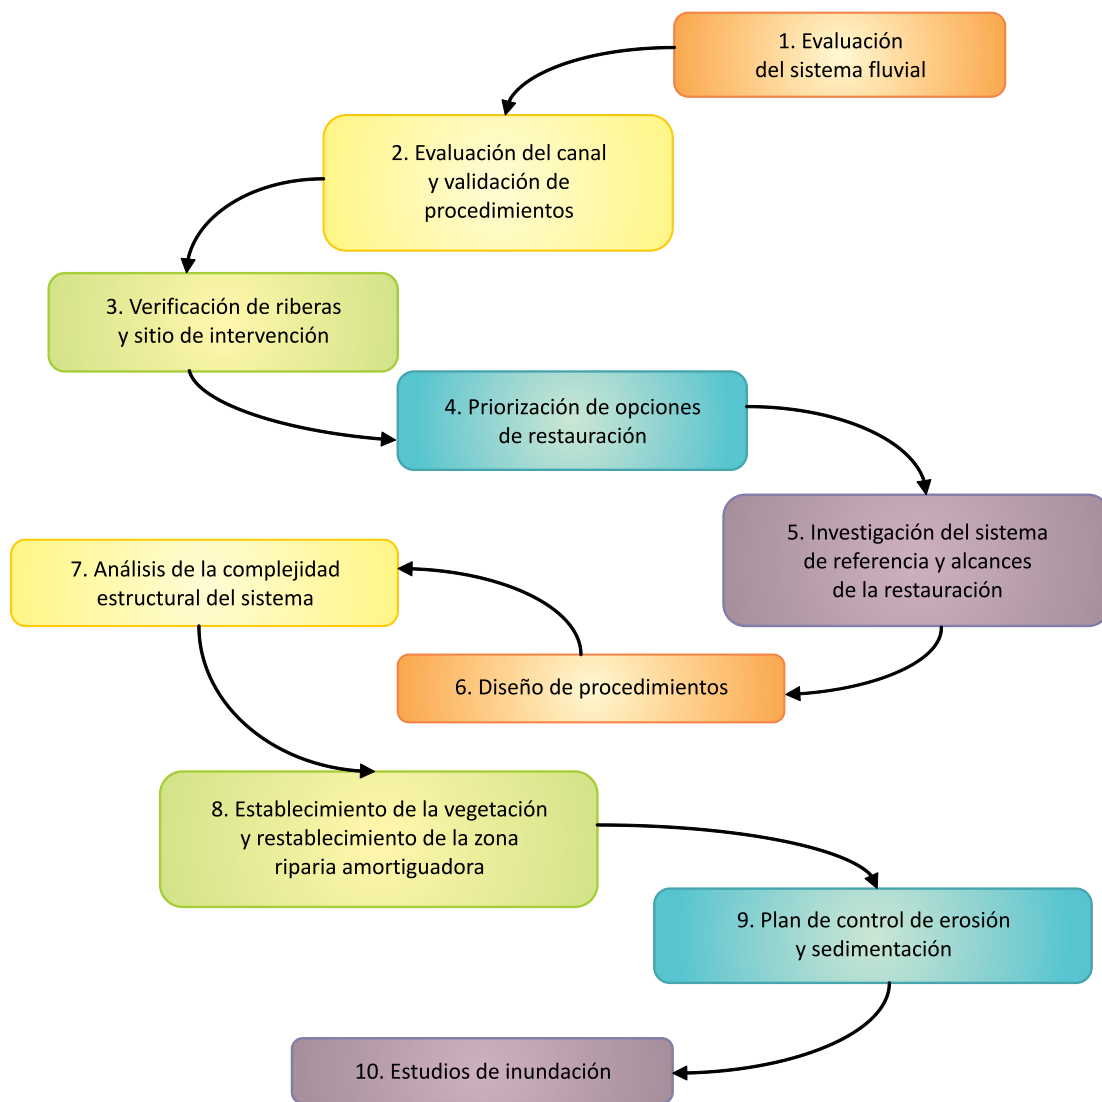 1. Evaluación
del sistema fluvial
2. Evaluación del canal
y validación de
procedimientos
3. Verificación de riberas
y sitio de intervención
4. Priorización de opciones
de restauración
5. Investigación del sistema
de referencia y alcances
de la restauración
6. Diseño de procedimientos
7. Análisis de la complejidad
estructural del sistema
8. Establecimiento de la vegetación
y restablecimiento de la zona
riparia amortiguadora
9. Plan de control de erosión
y sedimentación
10. Estudios de inundación